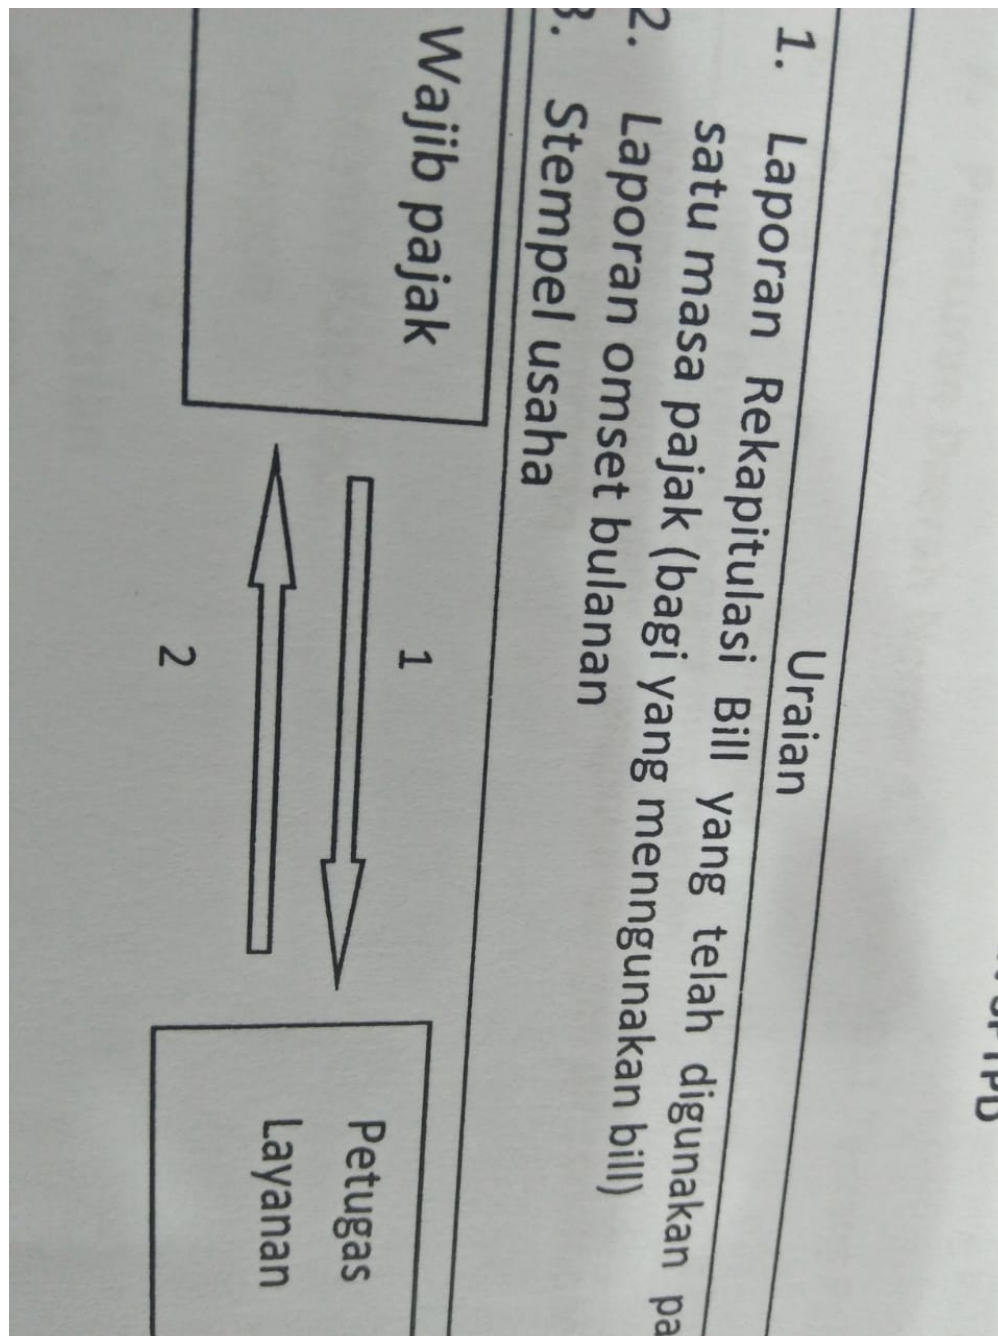 Uraian
1. Laporan Rekapitulasi Bill yang telah digunakan pa
satu masa pajak (bagi yang menngunakan bill)
2. Laporan omset bulanan
3. Stempel usaha
Wajib pajak
1
2
Petugas
Layanan